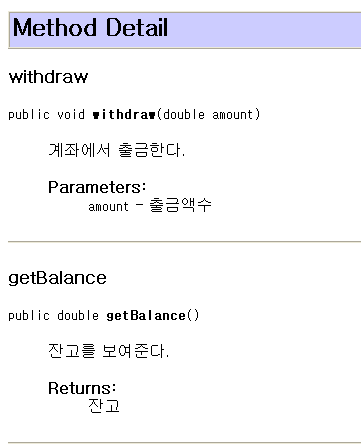 Method Detail
withdraw
public void withdraw(double amount)
계좌에서 출금한다.
Parameters:
amount - 출금액수
getBalance
public double getBalance()
잔고를 보여준다.
Returns:
잔고